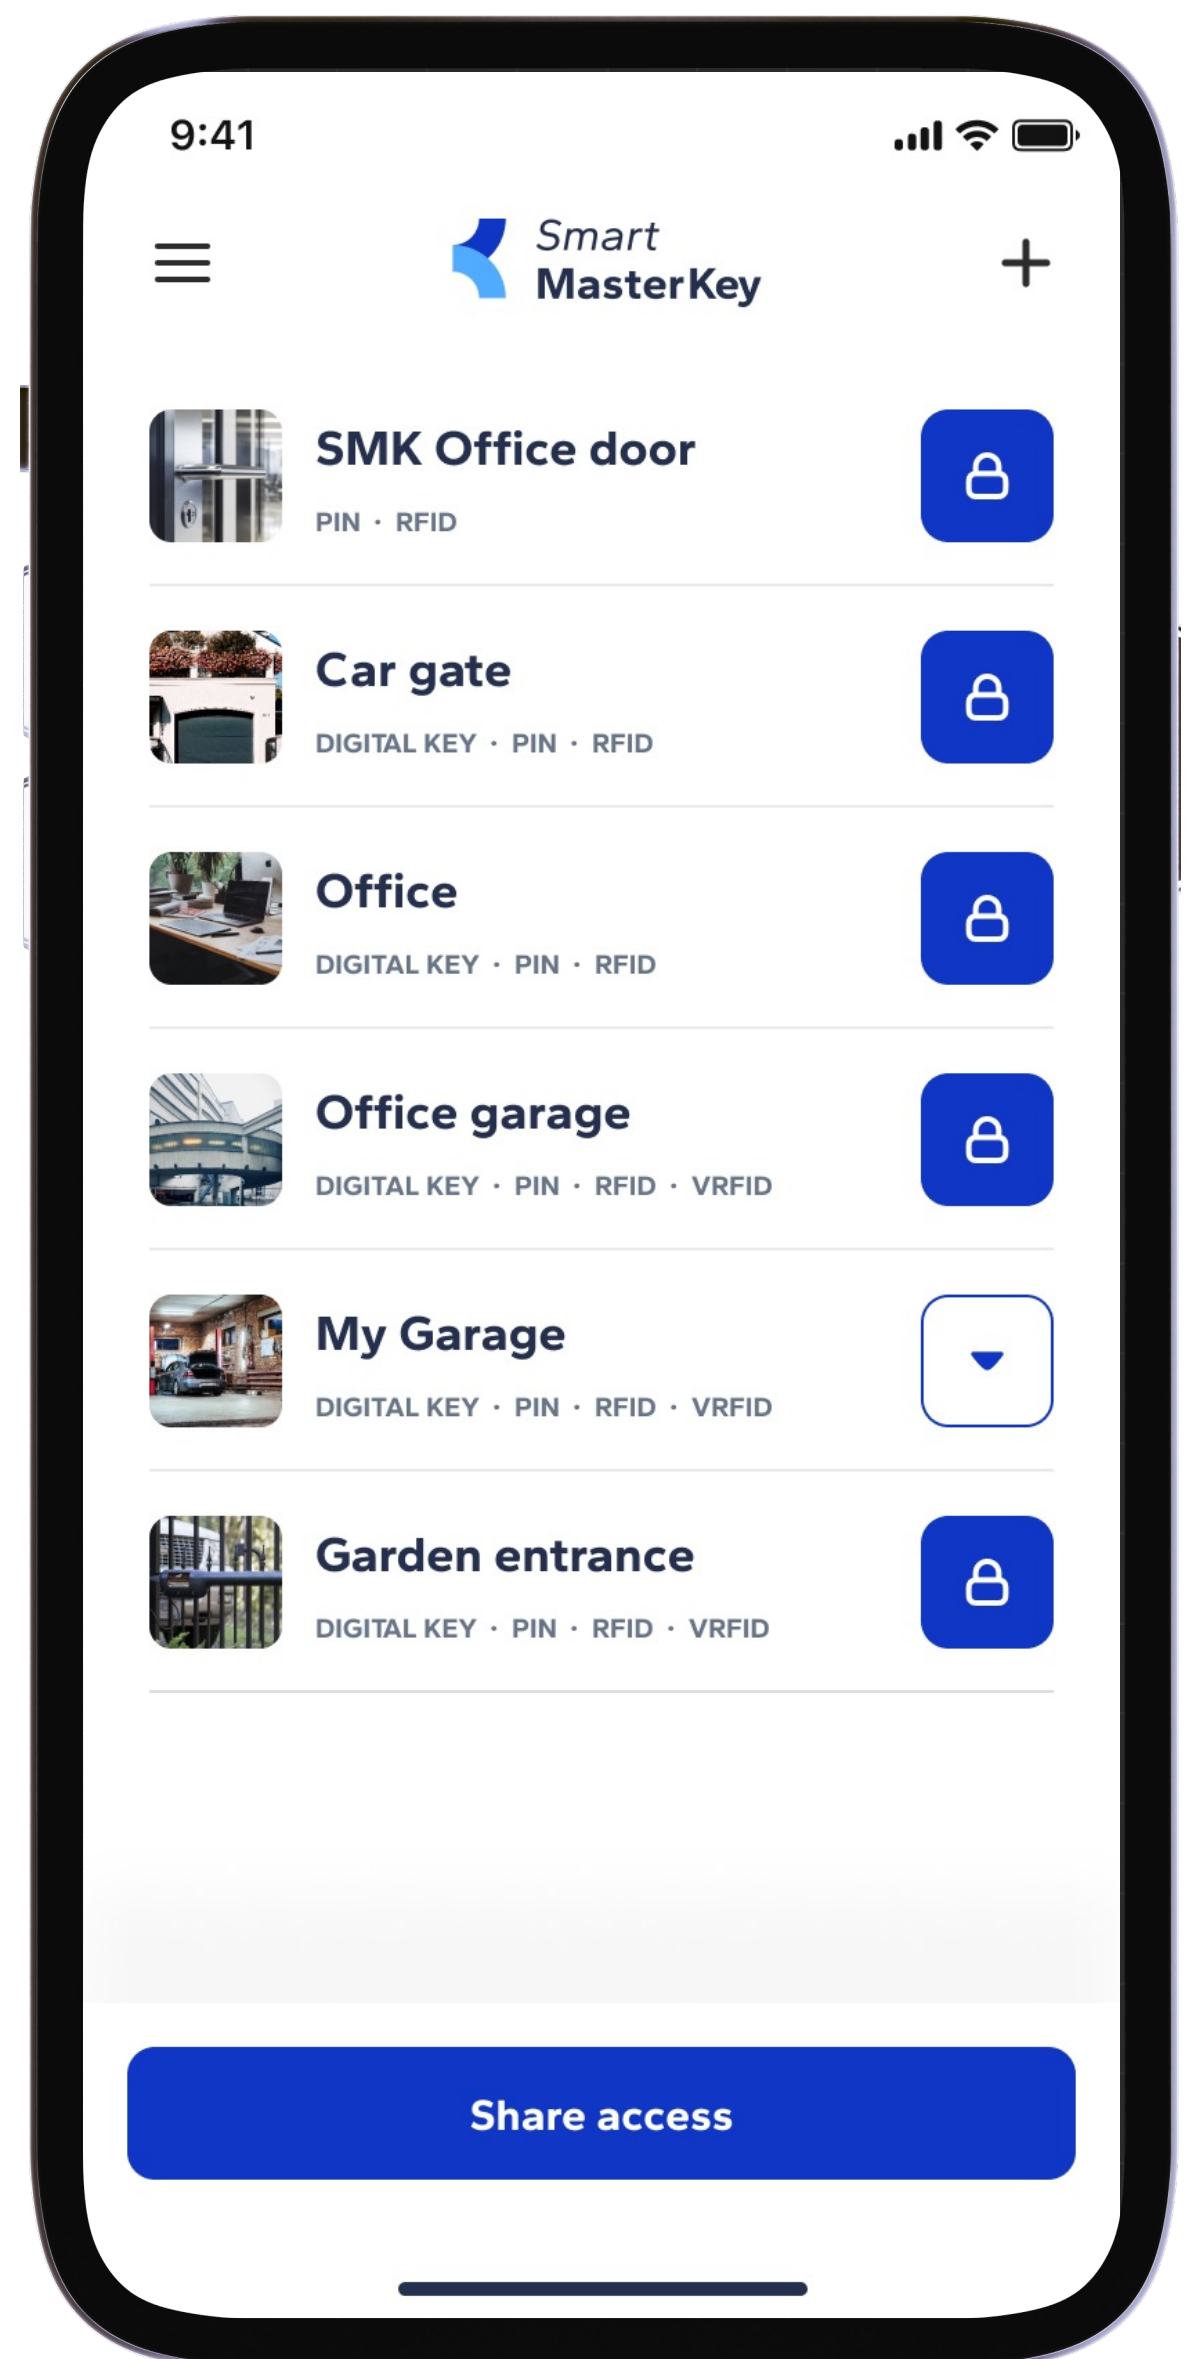 9:41
Smart
MasterKey
SMK Office door
PIN · RFID
Car gate
DIGITAL KEY · PIN · RFID
Office
DIGITAL KEY · PIN · RFID
Office garage
DIGITAL KEY · PIN · RFID · VRFID
My Garage
DIGITAL KEY · PIN · RFID · VRFID
Garden entrance
DIGITAL KEY · PIN · RFID · VRFID
Share access